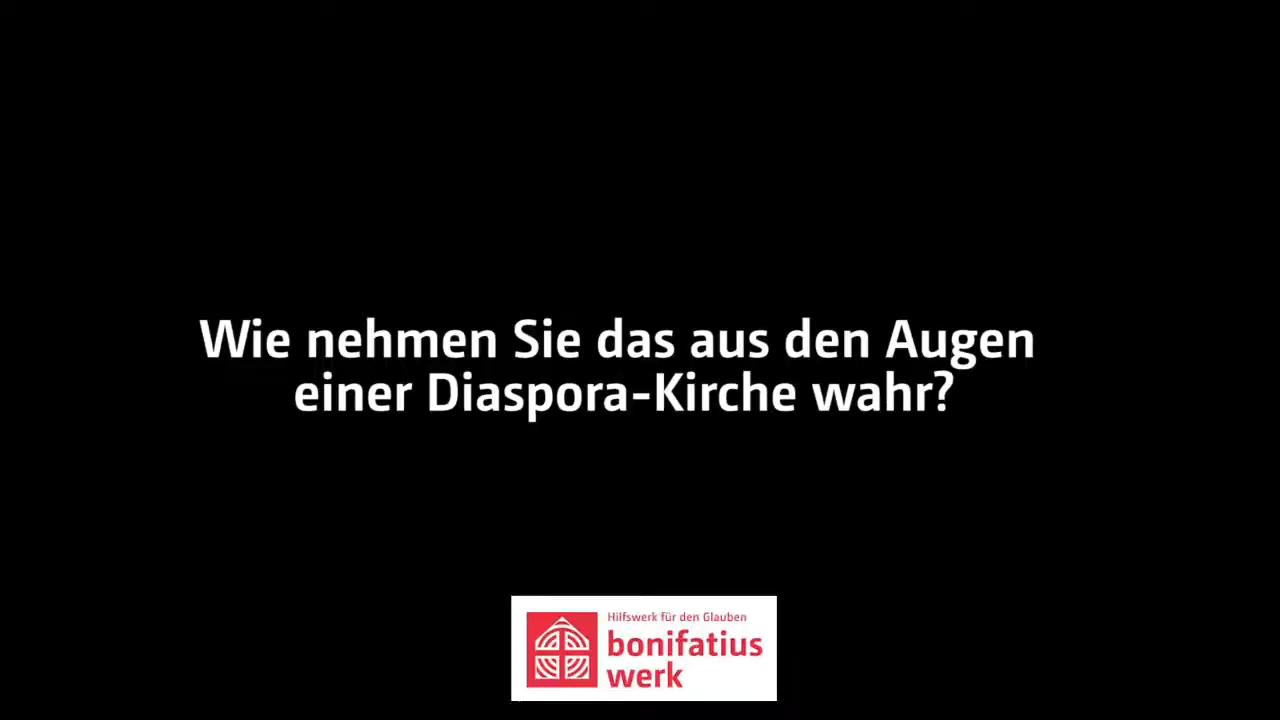 Wie nehmen Sie das aus den Augen
einer Diaspora-Kirche wahr?
Hilfswerk für den Glauben
bonifatius
werk